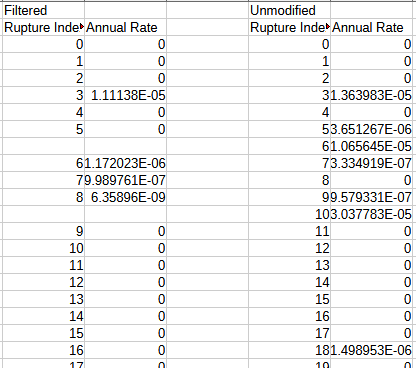 Filtered Unmodified
Rupture Inde Annual Rate Rupture Inde Annual Rate
0 0 0 0
1 0 1 0
2 0 2 0
3 1.11138E-05 3 1.363983E-05
4 0 4 0
5 0 5 3.651267E-06
6 1.065645E-05
6 1.172023E-06 7 3.334919E-07
7 9.989761E-07 8 0
8 6.35896E-09 9 9.579331E-07
10 3.037783E-05
9 0 11 0
10 0 12 0
11 0 13 0
12 0 14 0
13 0 15 0
14 0 16 0
15 0 17 0
16 0 18 1.498953E-06
17 0 19 0